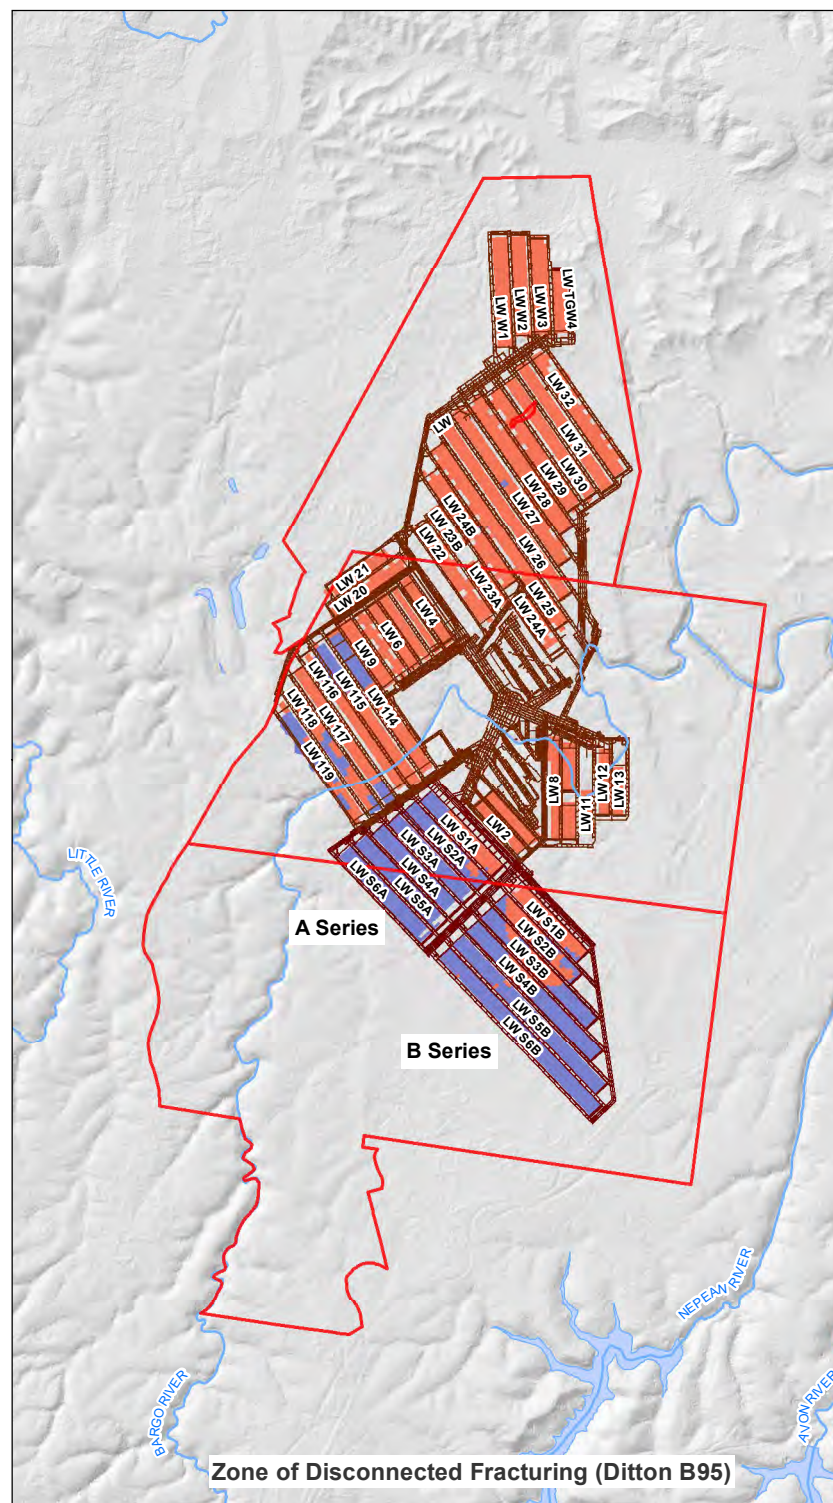 LW W1
LW W2
LW W3
LW TGW4
LW 32
LW
LW 31
LW 30
LW 29
LW 28
LW 27
LW 24B
LW 23B
LW 22
LW 26
LW 25
LW 23A
LW 24A
LW 21
LW 20
LW 4
LW 6
LW 9
LW 114
LW 115
LW 116
LW 117
LW 118
LW 119
LW 8
LW 11
LW 12
LW 13
LW 2
LW S1A
LW S2A
LW S3A
LW S4A
LW S5A
LW S6A
LITTLE RIVER
A Series
LW S1B
LW S2B
LW S3B
LW S4B
LW S5B
LW S6B
B Series
NEPEAN RIVER
BARGO RIVER
AVON RIVER
Zone of Disconnected Fracturing (Ditton B95)